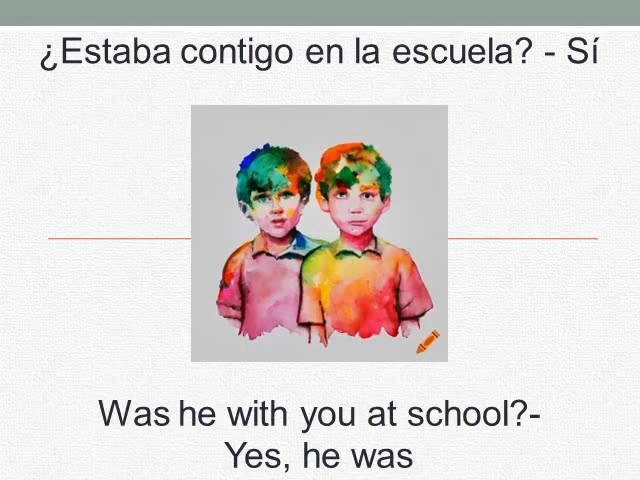 ¿Estaba contigo en la escuela? - Sí
Was he with you at school?-
Yes, he was